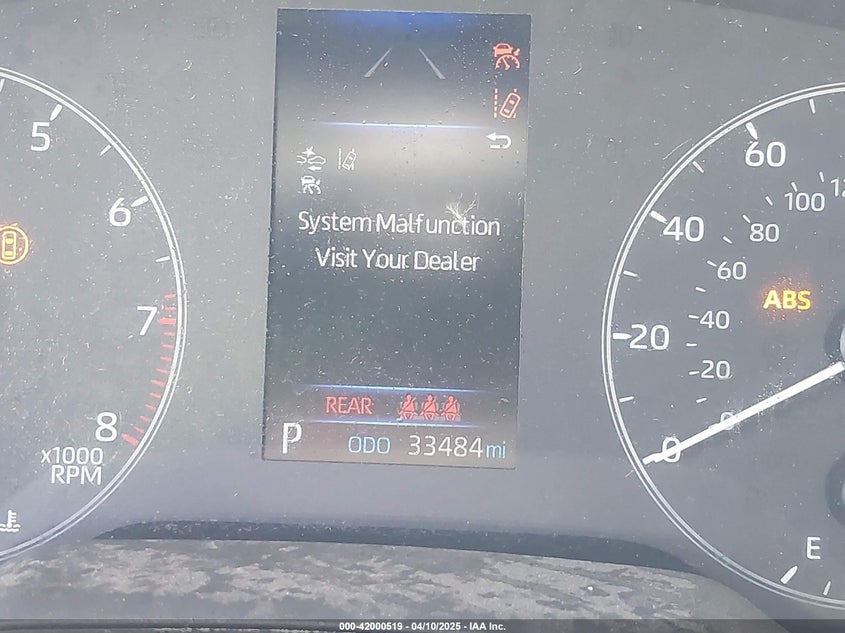 5
6
7
8
x1000
RPM
System Malfunction
Visit Your Dealer
REAR
P
ODO 33484 mi
60
40
20
0
100
80
60
40
20
0
ABS
E
000-42000519 - 04/10/2025 - IAA Inc.